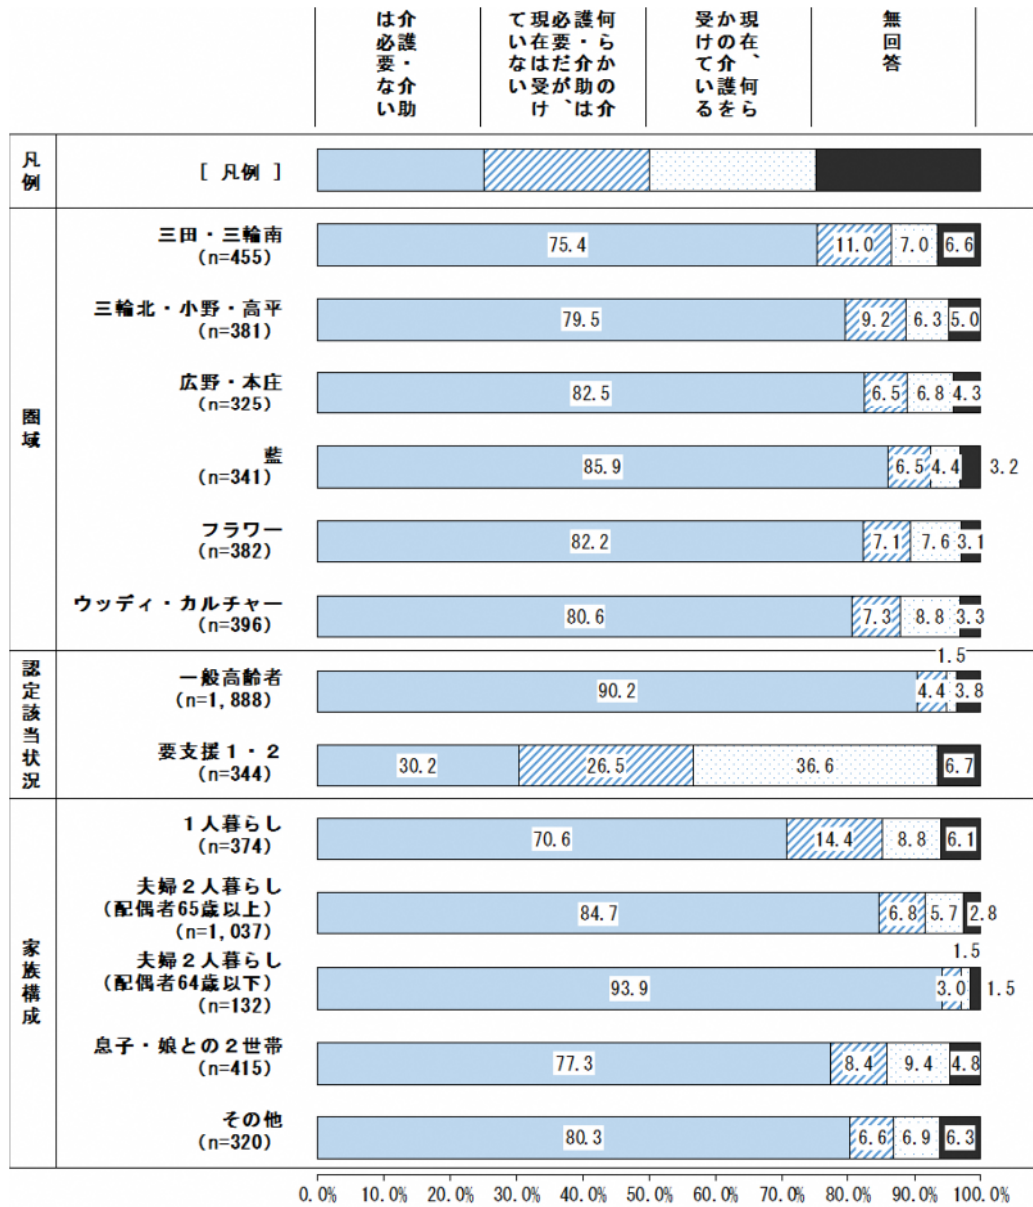 介護・介助
は必要ない
何らかの介
護・介助は
必要だが、
現在は受け
ていない
現在、何ら
かの介護を
受けている
無回答
凡例
[ 凡例 ]
圏域
三田・三輪南
(n=455)
75.4 11.0 7.0 6.6
三輪北・小野・高平
(n=381)
79.5 9.2 6.3 5.0
広野・本庄
(n=325)
82.5 6.5 6.8 4.3
藍
(n=341)
85.9 6.5 4.4 3.2
フラワー
(n=382)
82.2 7.1 7.6 3.1
ウッディ・カルチャー
(n=396)
80.6 7.3 8.8 3.3
認定該当状況
一般高齢者
(n=1,888)
90.2 4.4 1.5 3.8
要支援1・2
(n=344)
30.2 26.5 36.6 6.7
家族構成
1人暮らし
(n=374)
70.6 14.4 8.8 6.1
夫婦2人暮らし
(配偶者65歳以上)
(n=1,037)
84.7 6.8 5.7 2.8
夫婦2人暮らし
(配偶者64歳以下)
(n=132)
93.9 3.0 1.5 1.5
息子・娘との2世帯
(n=415)
77.3 8.4 9.4 4.8
その他
(n=320)
80.3 6.6 6.9 6.3
0.0% 10.0% 20.0% 30.0% 40.0% 50.0% 60.0% 70.0% 80.0% 90.0% 100.0%